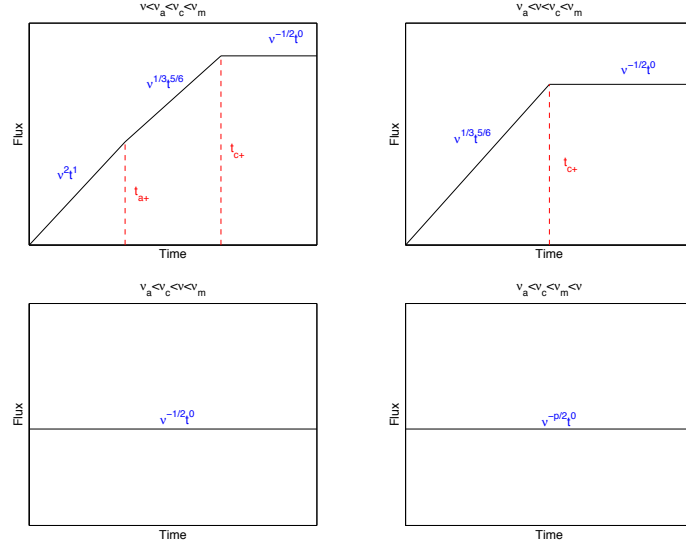 ν<ν_a<ν_c<ν_m
ν^{-1/2}t^0
ν^{1/3}t^{5/6}
ν^2t^1
t_{c+}
t_{a+}
Flux
Time
ν_a<ν<ν_c<ν_m
ν^{-1/2}t^0
ν^{1/3}t^{5/6}
t_{c+}
Flux
Time
ν_a<ν_c<ν<ν_m
ν^{-1/2}t^0
Flux
Time
ν_a<ν_c<ν_m<ν
ν^{-p/2}t^0
Flux
Time